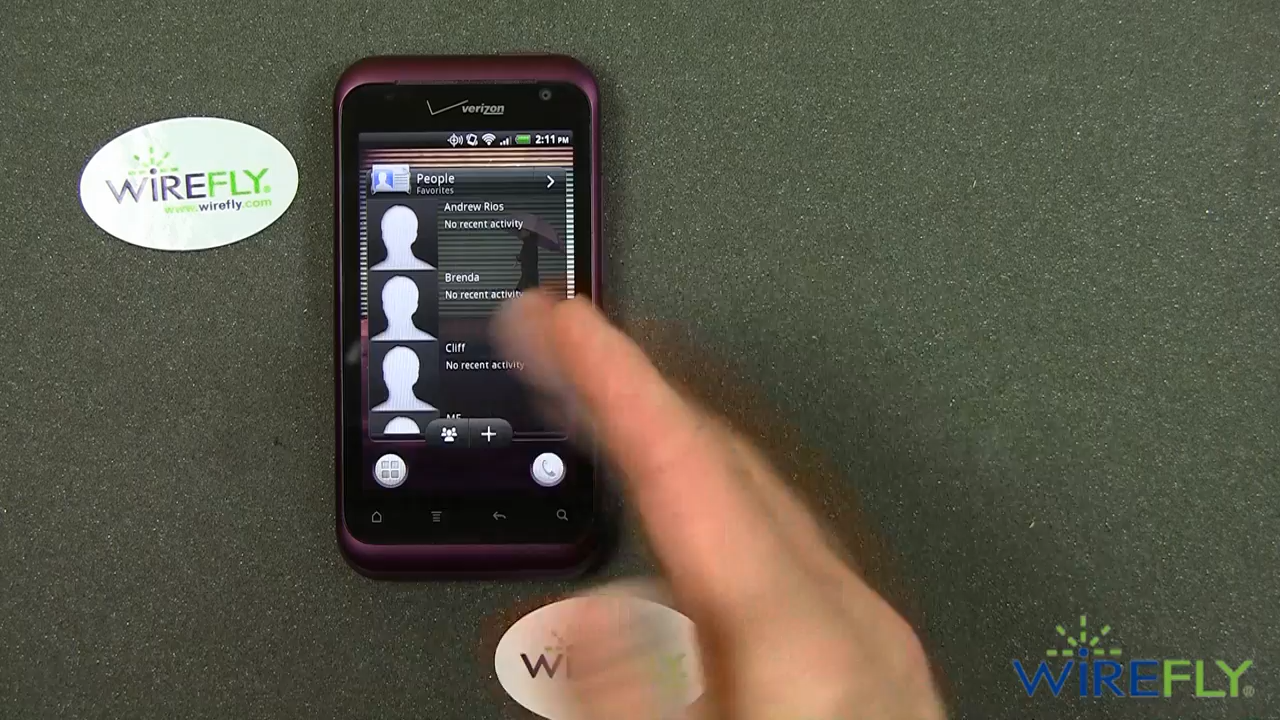 verizon
2:11 PM
People
Favorites
Andrew Rios
No recent activity
Brenda
No recent activity
Cliff
No recent activity
WIREFLY.
www.wirefly.com
WIREFLY®